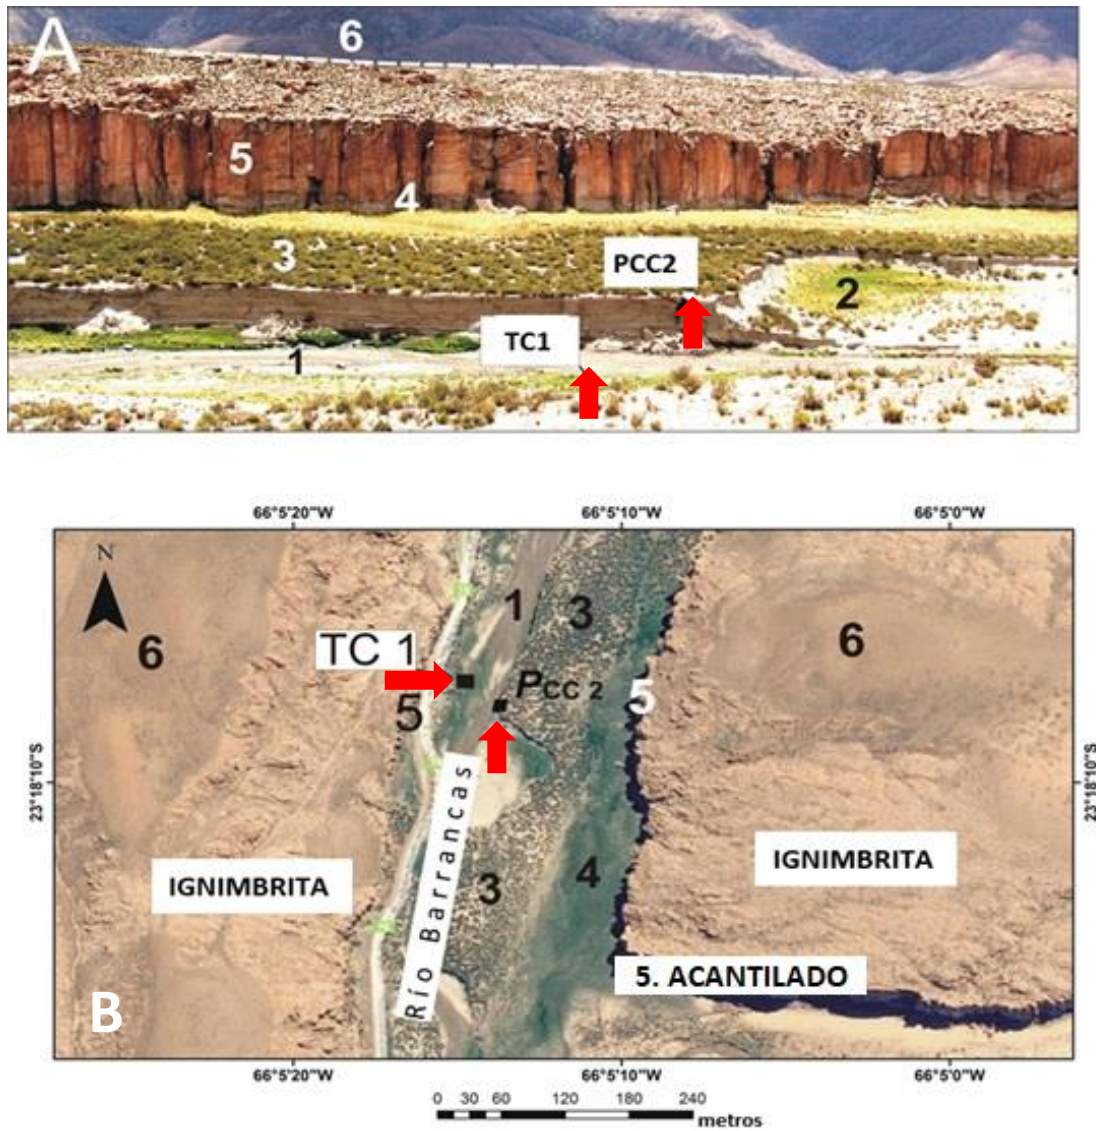 A
6
5
4
3
PCC2
2
TC1
1
66°5'20"W
66°5'10"W
66°5'0"W
N
1
3
6
TC 1
6
5
PCC 2
5
23°18'10"S
23°18'10"S
Río Barrancas
IGNIMBRITA
3
4
IGNIMBRITA
5. ACANTILADO
B
66°5'20"W
66°5'10"W
66°5'0"W
0 30 60 120 180 240
metros